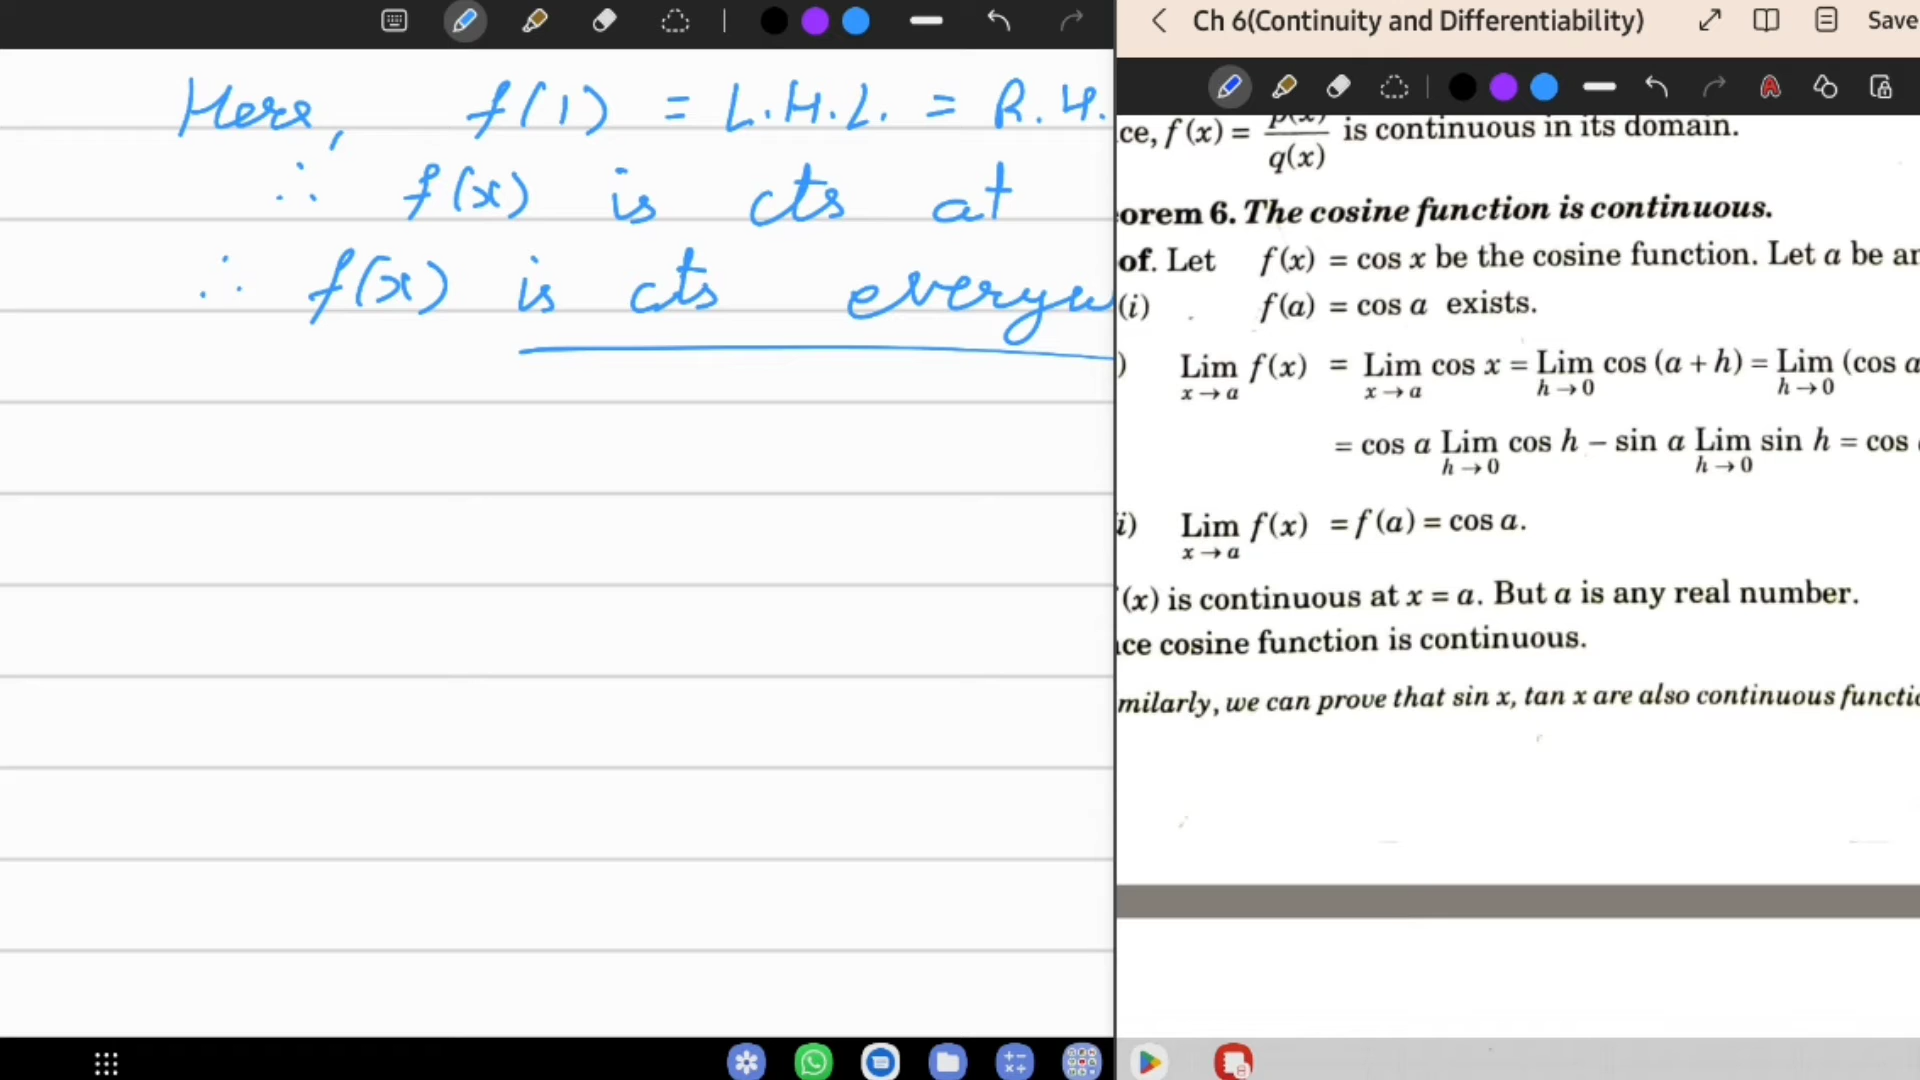 Here, f(1) = L.H.L. = R.H.
∴ f(x) is cts at
∴ f(x) is cts
Ch 6(Continuity and Differentiability)
Save
ce, f(x) = p(x)/q(x) is continuous in its domain.
orem 6. The cosine function is continuous.
of. Let f(x) = cos x be the cosine function. Let a be an
(i) f(a) = cos a exists.
) Lim x→a f(x) = Lim x→a cos x = Lim h→0 cos (a + h) = Lim h→0 (cos a
= cos a Lim h→0 cos h – sin a Lim h→0 sin h = cos
i) Lim x→a f(x) = f(a) = cos a.
(x) is continuous at x = a. But a is any real number.
ce cosine function is continuous.
milarly, we can prove that sin x, tan x are also continuous functio